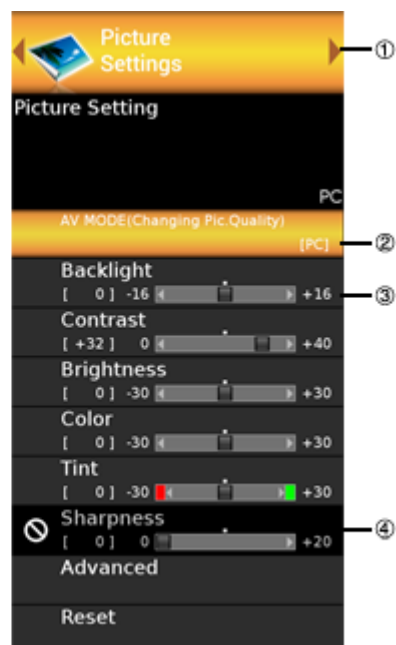 Picture
Settings
①
Picture Setting
PC
AV MODE(Changing Pic.Quality)
[PC]
②
Backlight
[ 0] -16 +16
③
Contrast
[+32] 0 +40
Brightness
[ 0] -30 +30
Color
[ 0] -30 +30
Tint
[ 0] -30 +30
Sharpness
[ 0] 0 +20
④
Advanced
Reset